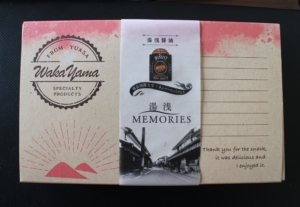 FROM YUASA
WakaYama
SPECIALTY
PRODUCTS
湯浅醤油
湯浅
MEMORIES
Thank you for the snack,
it was delicious and
I enjoyed it.